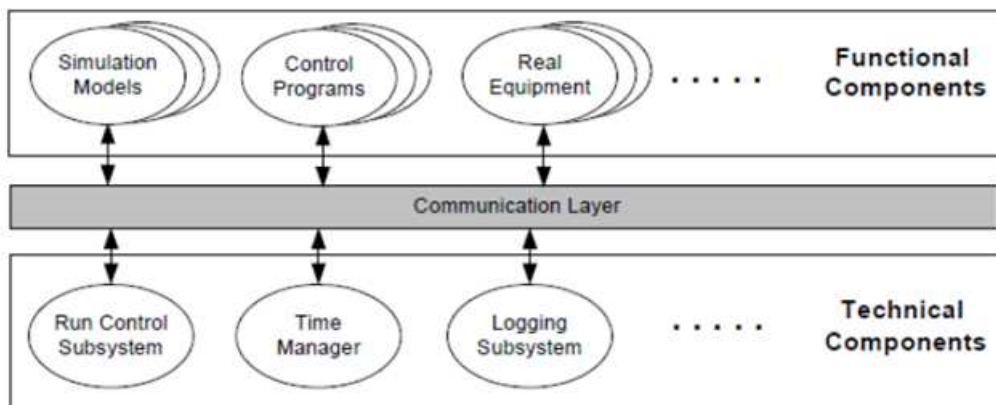 Simulation
Models
Control
Programs
Real
Equipment
. . . . .
Functional
Components
Communication Layer
Run Control
Subsystem
Time
Manager
Logging
Subsystem
. . . . .
Technical
Components